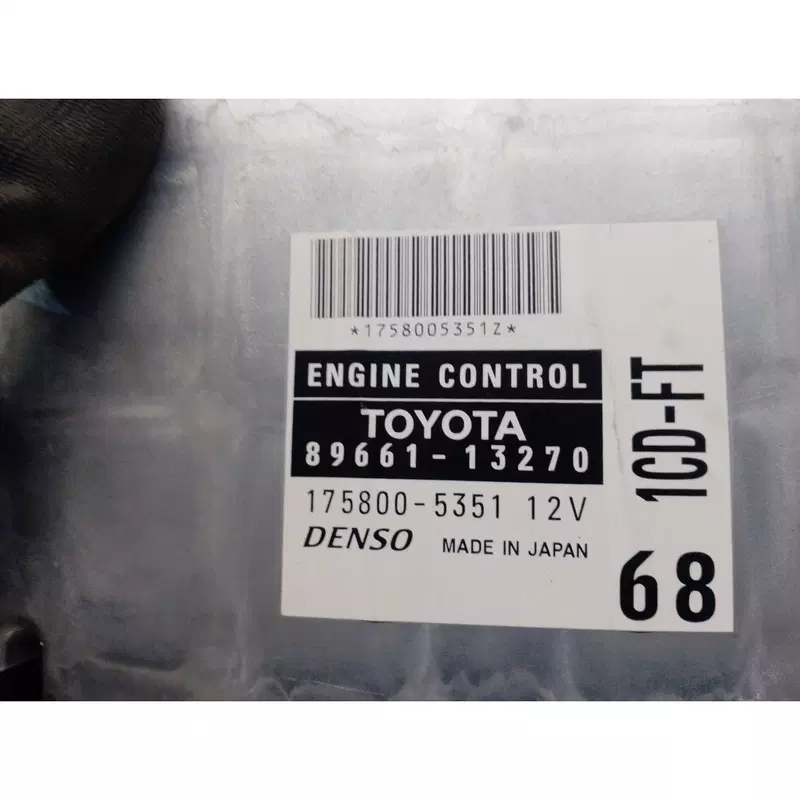 *1758005351Z*
ENGINE CONTROL
TOYOTA
89661-13270
175800-5351 12V
DENSO MADE IN JAPAN
1CD-FT
68